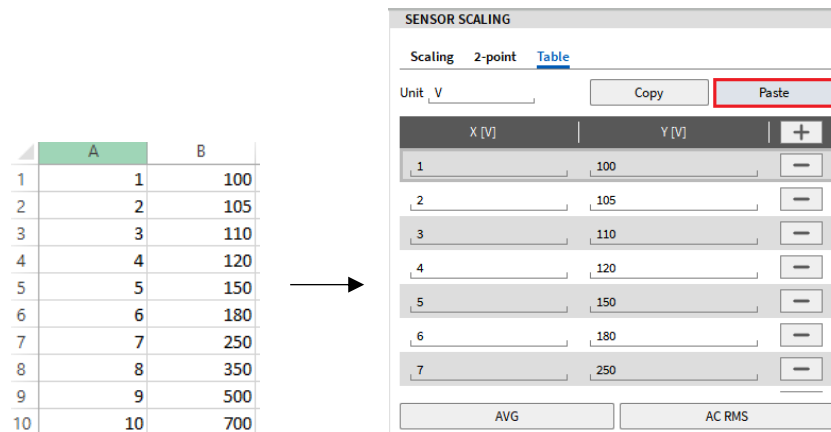 SENSOR SCALING
Scaling 2-point Table
Unit V Copy Paste
X [V] Y [V] +
1 100 −
2 105 −
3 110 −
4 120 −
5 150 −
6 180 −
7 250 −
AVG AC RMS
A B
1 1 100
2 2 105
3 3 110
4 4 120
5 5 150
6 6 180
7 7 250
8 8 350
9 9 500
10 10 700